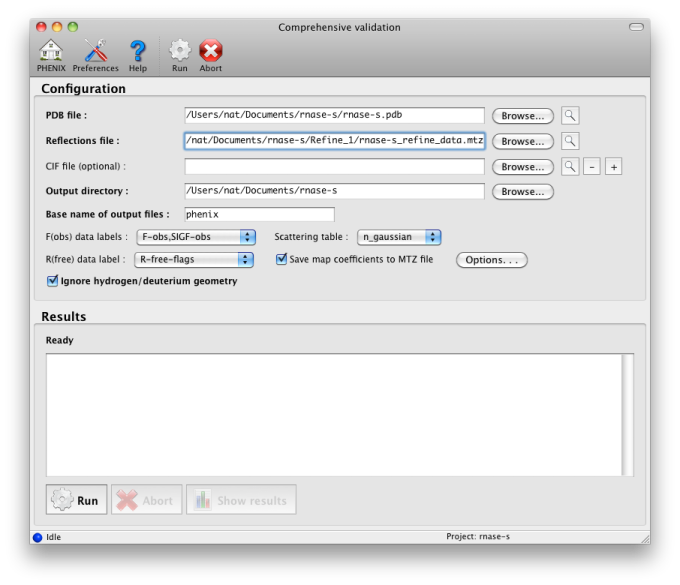 Comprehensive validation
PHENIX Preferences Help Run Abort
Configuration
PDB file : /Users/nat/Documents/rnase-s/rnase-s.pdb Browse...
Reflections file : /nat/Documents/rnase-s/Refine_1/rnase-s_refine_data.mtz Browse...
CIF file (optional) : Browse... - +
Output directory : /Users/nat/Documents/rnase-s Browse...
Base name of output files : phenix
F(obs) data labels : F-obs,SIGF-obs Scattering table : n_gaussian
R(free) data label : R-free-flags Save map coefficients to MTZ file Options. . .
Ignore hydrogen/deuterium geometry
Results
Ready
Run Abort Show results
Idle Project: rnase-s